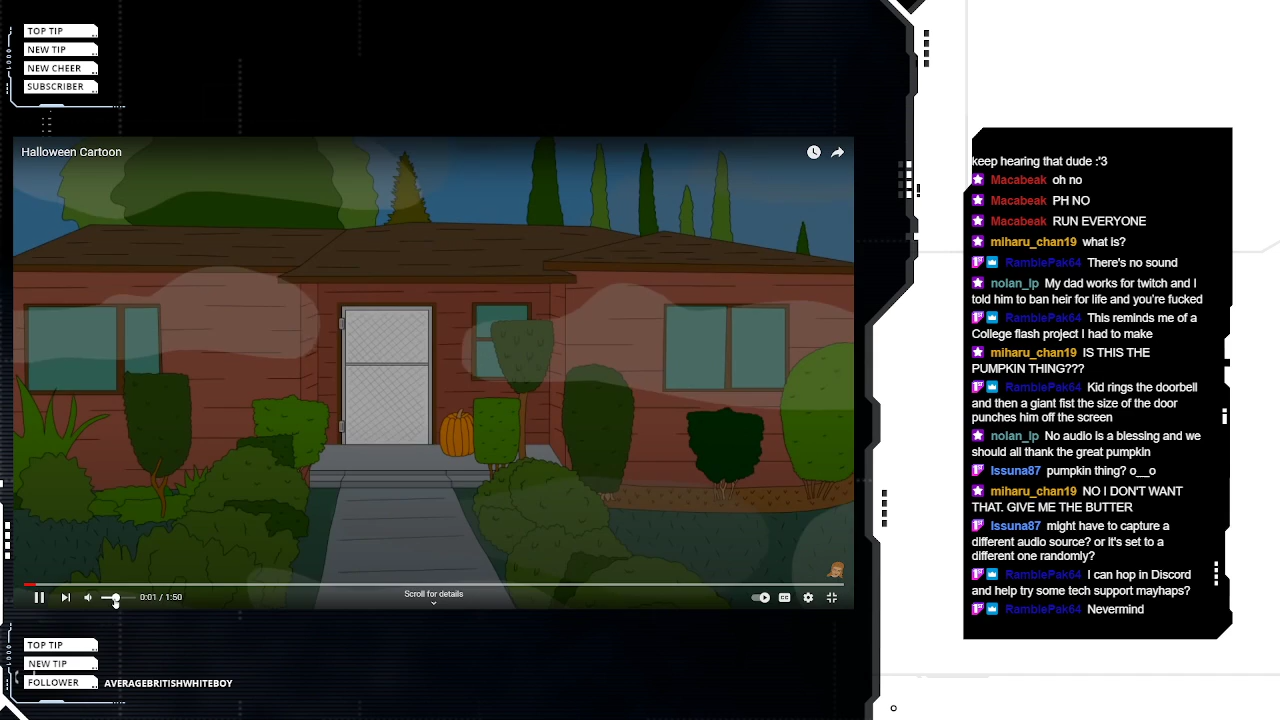 TOP TIP
NEW TIP
NEW CHEER
SUBSCRIBER
Halloween Cartoon
0:01 / 1:50
Scroll for details
CC
TOP TIP
NEW TIP
FOLLOWER AVERAGEBRITISHWHITEBOY
keep hearing that dude :'3
Macabeak oh no
Macabeak PH NO
Macabeak RUN EVERYONE
miharu_chan19 what is?
RamblePak64 There's no sound
nolan_lp My dad works for twitch and I
told him to ban heir for life and you're fucked
RamblePak64 This reminds me of a
College flash project I had to make
miharu_chan19 IS THIS THE
PUMPKIN THING???
RamblePak64 Kid rings the doorbell
and then a giant fist the size of the door
punches him off the screen
nolan_lp No audio is a blessing and we
should all thank the great pumpkin
Issuna87 pumpkin thing? o__o
miharu_chan19 NO I DON'T WANT
THAT. GIVE ME THE BUTTER
Issuna87 might have to capture a
different audio source? or it's set to a
different one randomly?
RamblePak64 I can hop in Discord
and help try some tech support mayhaps?
RamblePak64 Nevermind